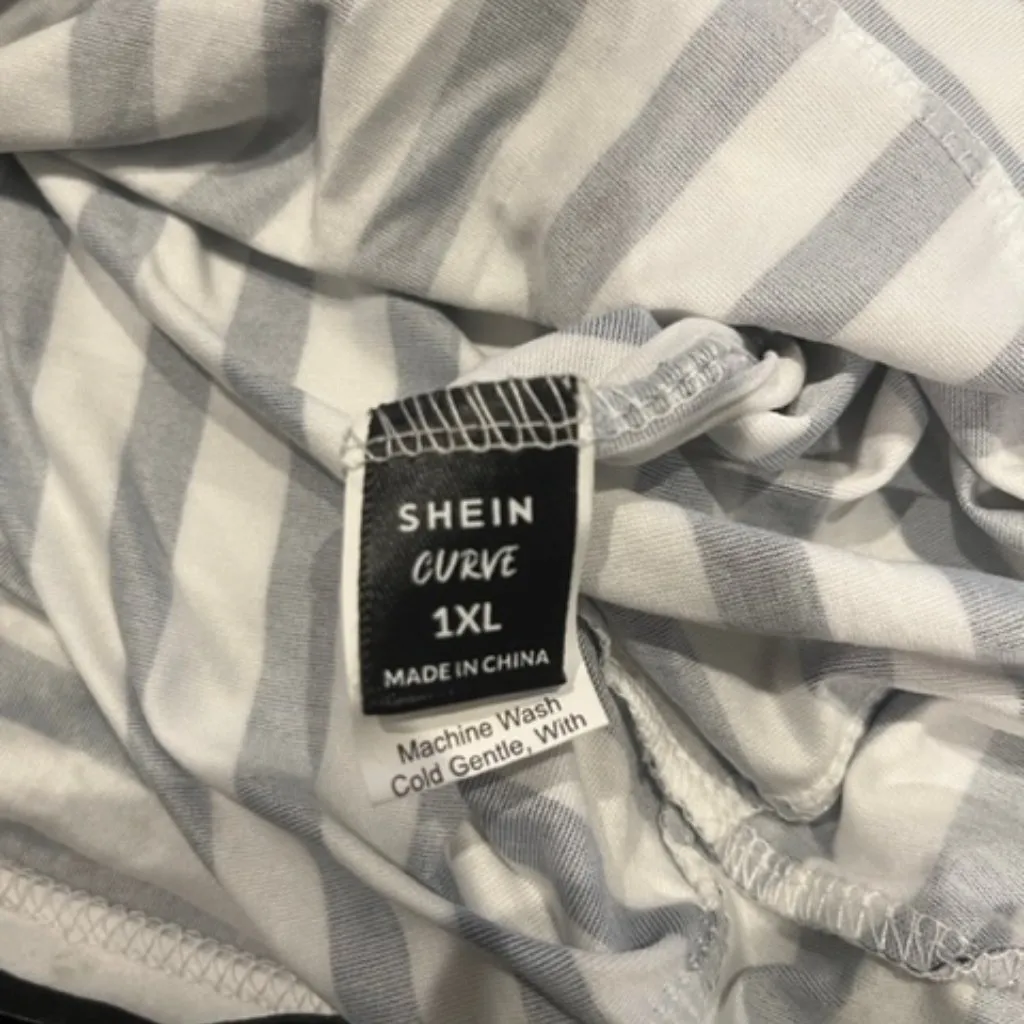 SHEIN
CURVE
1XL
MADE IN CHINA
Machine Wash
Cold Gentle, With